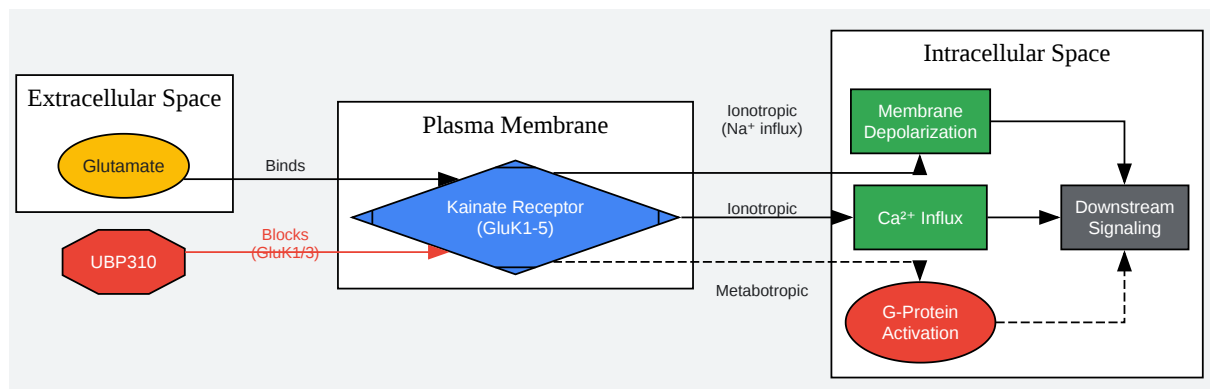 Extracellular Space
Glutamate
UBP310
Binds
Blocks
(GluK1/3)
Plasma Membrane
Kainate Receptor
(GluK1-5)
Ionotropic
(Na⁺ influx)
Ionotropic
Metabotropic
Intracellular Space
Membrane
Depolarization
Ca²⁺ Influx
G-Protein
Activation
Downstream
Signaling